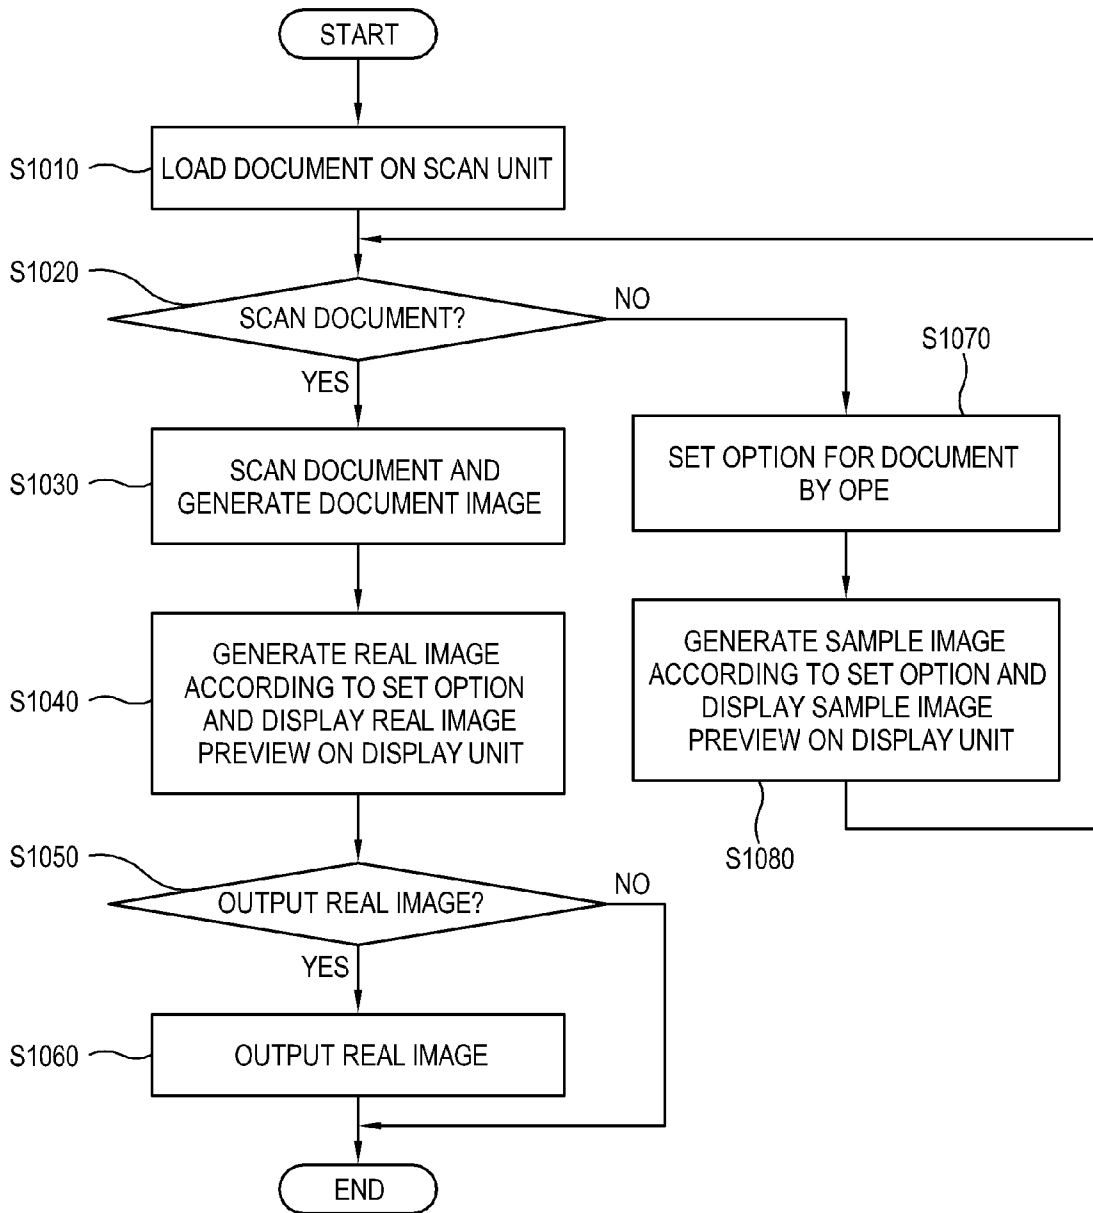 START
S1010
LOAD DOCUMENT ON SCAN UNIT
S1020
SCAN DOCUMENT?
NO
YES
S1070
SET OPTION FOR DOCUMENT
BY OPE
S1030
SCAN DOCUMENT AND
GENERATE DOCUMENT IMAGE
S1040
GENERATE REAL IMAGE
ACCORDING TO SET OPTION
AND DISPLAY REAL IMAGE
PREVIEW ON DISPLAY UNIT
GENERATE SAMPLE IMAGE
ACCORDING TO SET OPTION AND
DISPLAY SAMPLE IMAGE
PREVIEW ON DISPLAY UNIT
S1080
S1050
OUTPUT REAL IMAGE?
NO
YES
S1060
OUTPUT REAL IMAGE
END